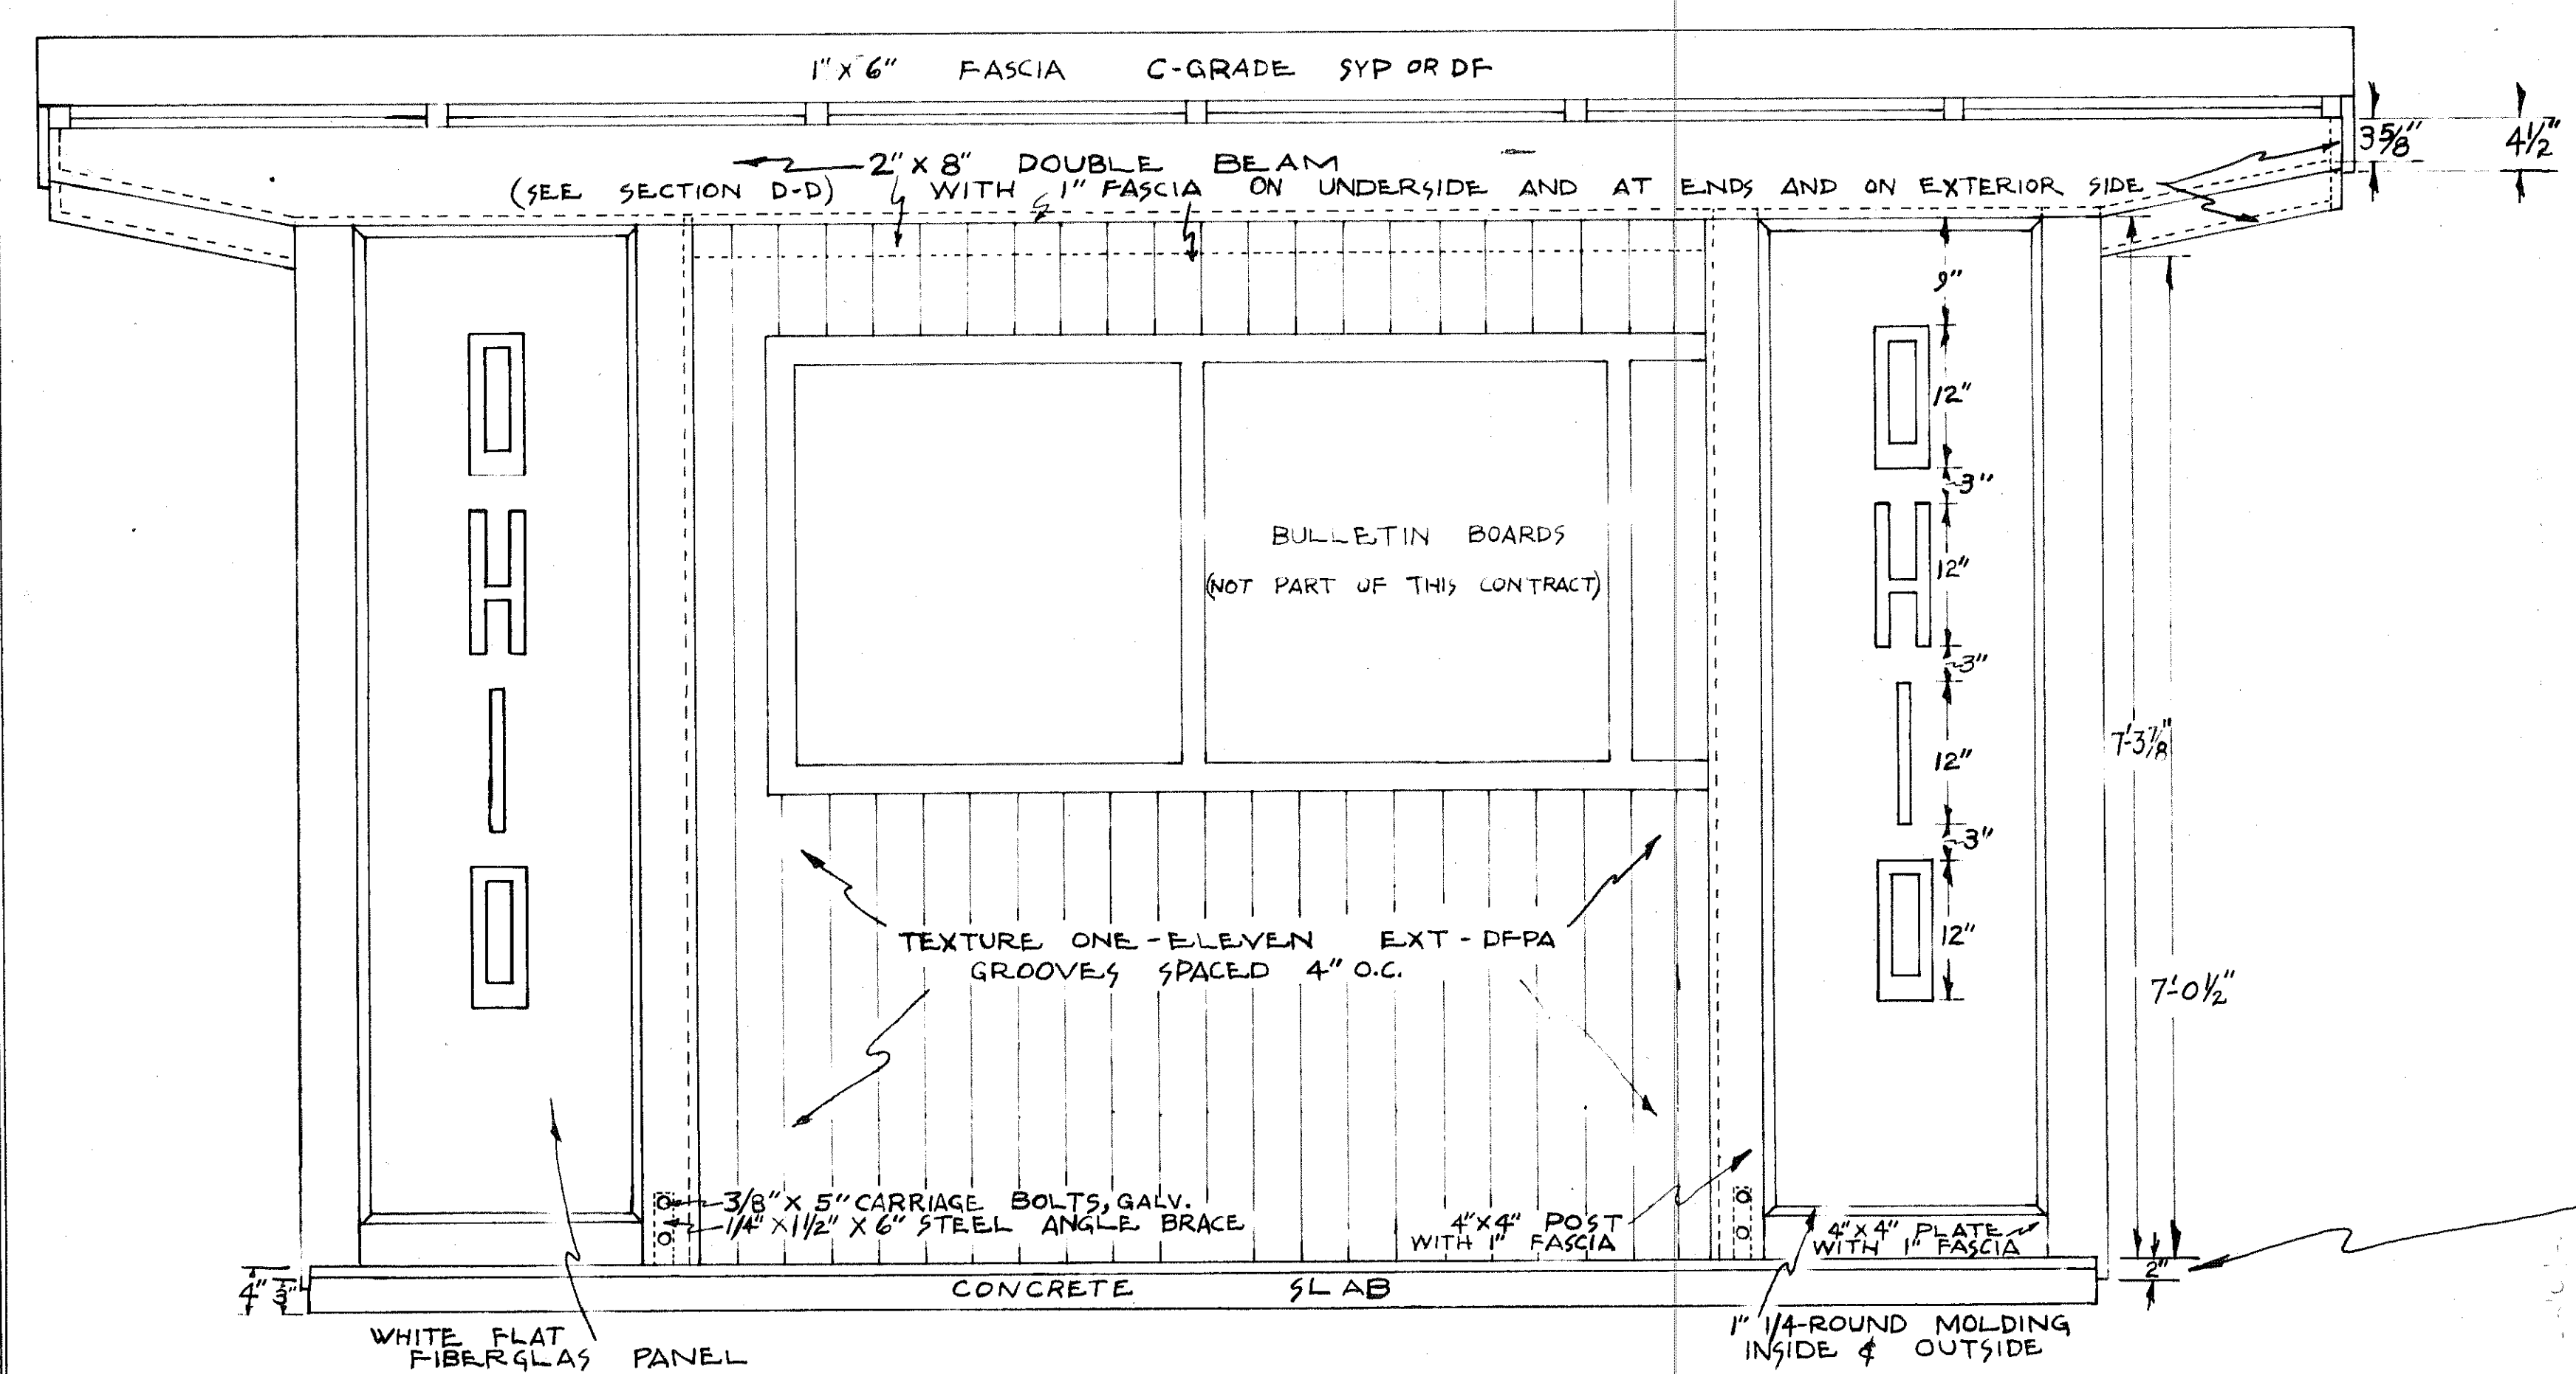 1" X 6" FASCIA C-GRADE SYP OR DF
3 5/8"
4 1/2"
2" X 8" DOUBLE BEAM
(SEE SECTION D-D) WITH 1" FASCIA ON UNDERSIDE AND AT ENDS AND ON EXTERIOR SIDE
O
H
I
O
O
H
I
O
9"
12"
3"
12"
3"
12"
3"
12"
BULLETIN BOARDS
(NOT PART OF THIS CONTRACT)
7'-3 7/8"
7'-0 1/2"
TEXTURE ONE-ELEVEN EXT-DFPA
GROOVES SPACED 4" O.C.
3/8" X 5" CARRIAGE BOLTS, GALV.
1/4" X 1 1/2" X 6" STEEL ANGLE BRACE
4" X 4" POST
WITH 1" FASCIA
4" X 4" PLATE
WITH 1" FASCIA
2"
4"
3"
CONCRETE SLAB
WHITE FLAT
FIBERGLAS PANEL
1" 1/4-ROUND MOLDING
INSIDE & OUTSIDE